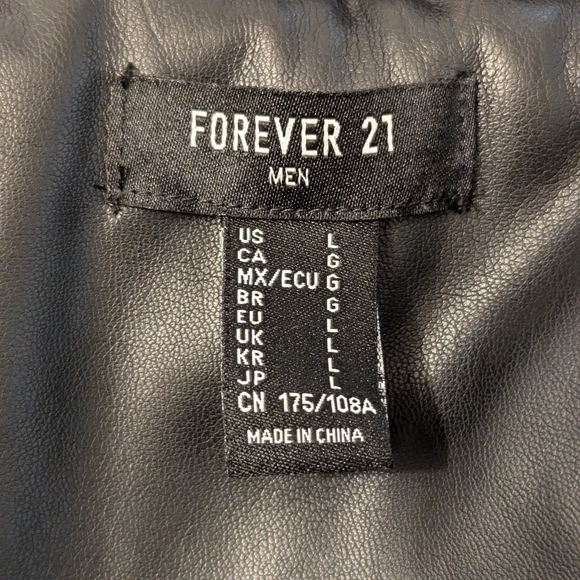 FOREVER 21
MEN
US L
CA G
MX/ECU G
BR G
EU L
UK L
KR L
JP L
CN 175/108A
MADE IN CHINA